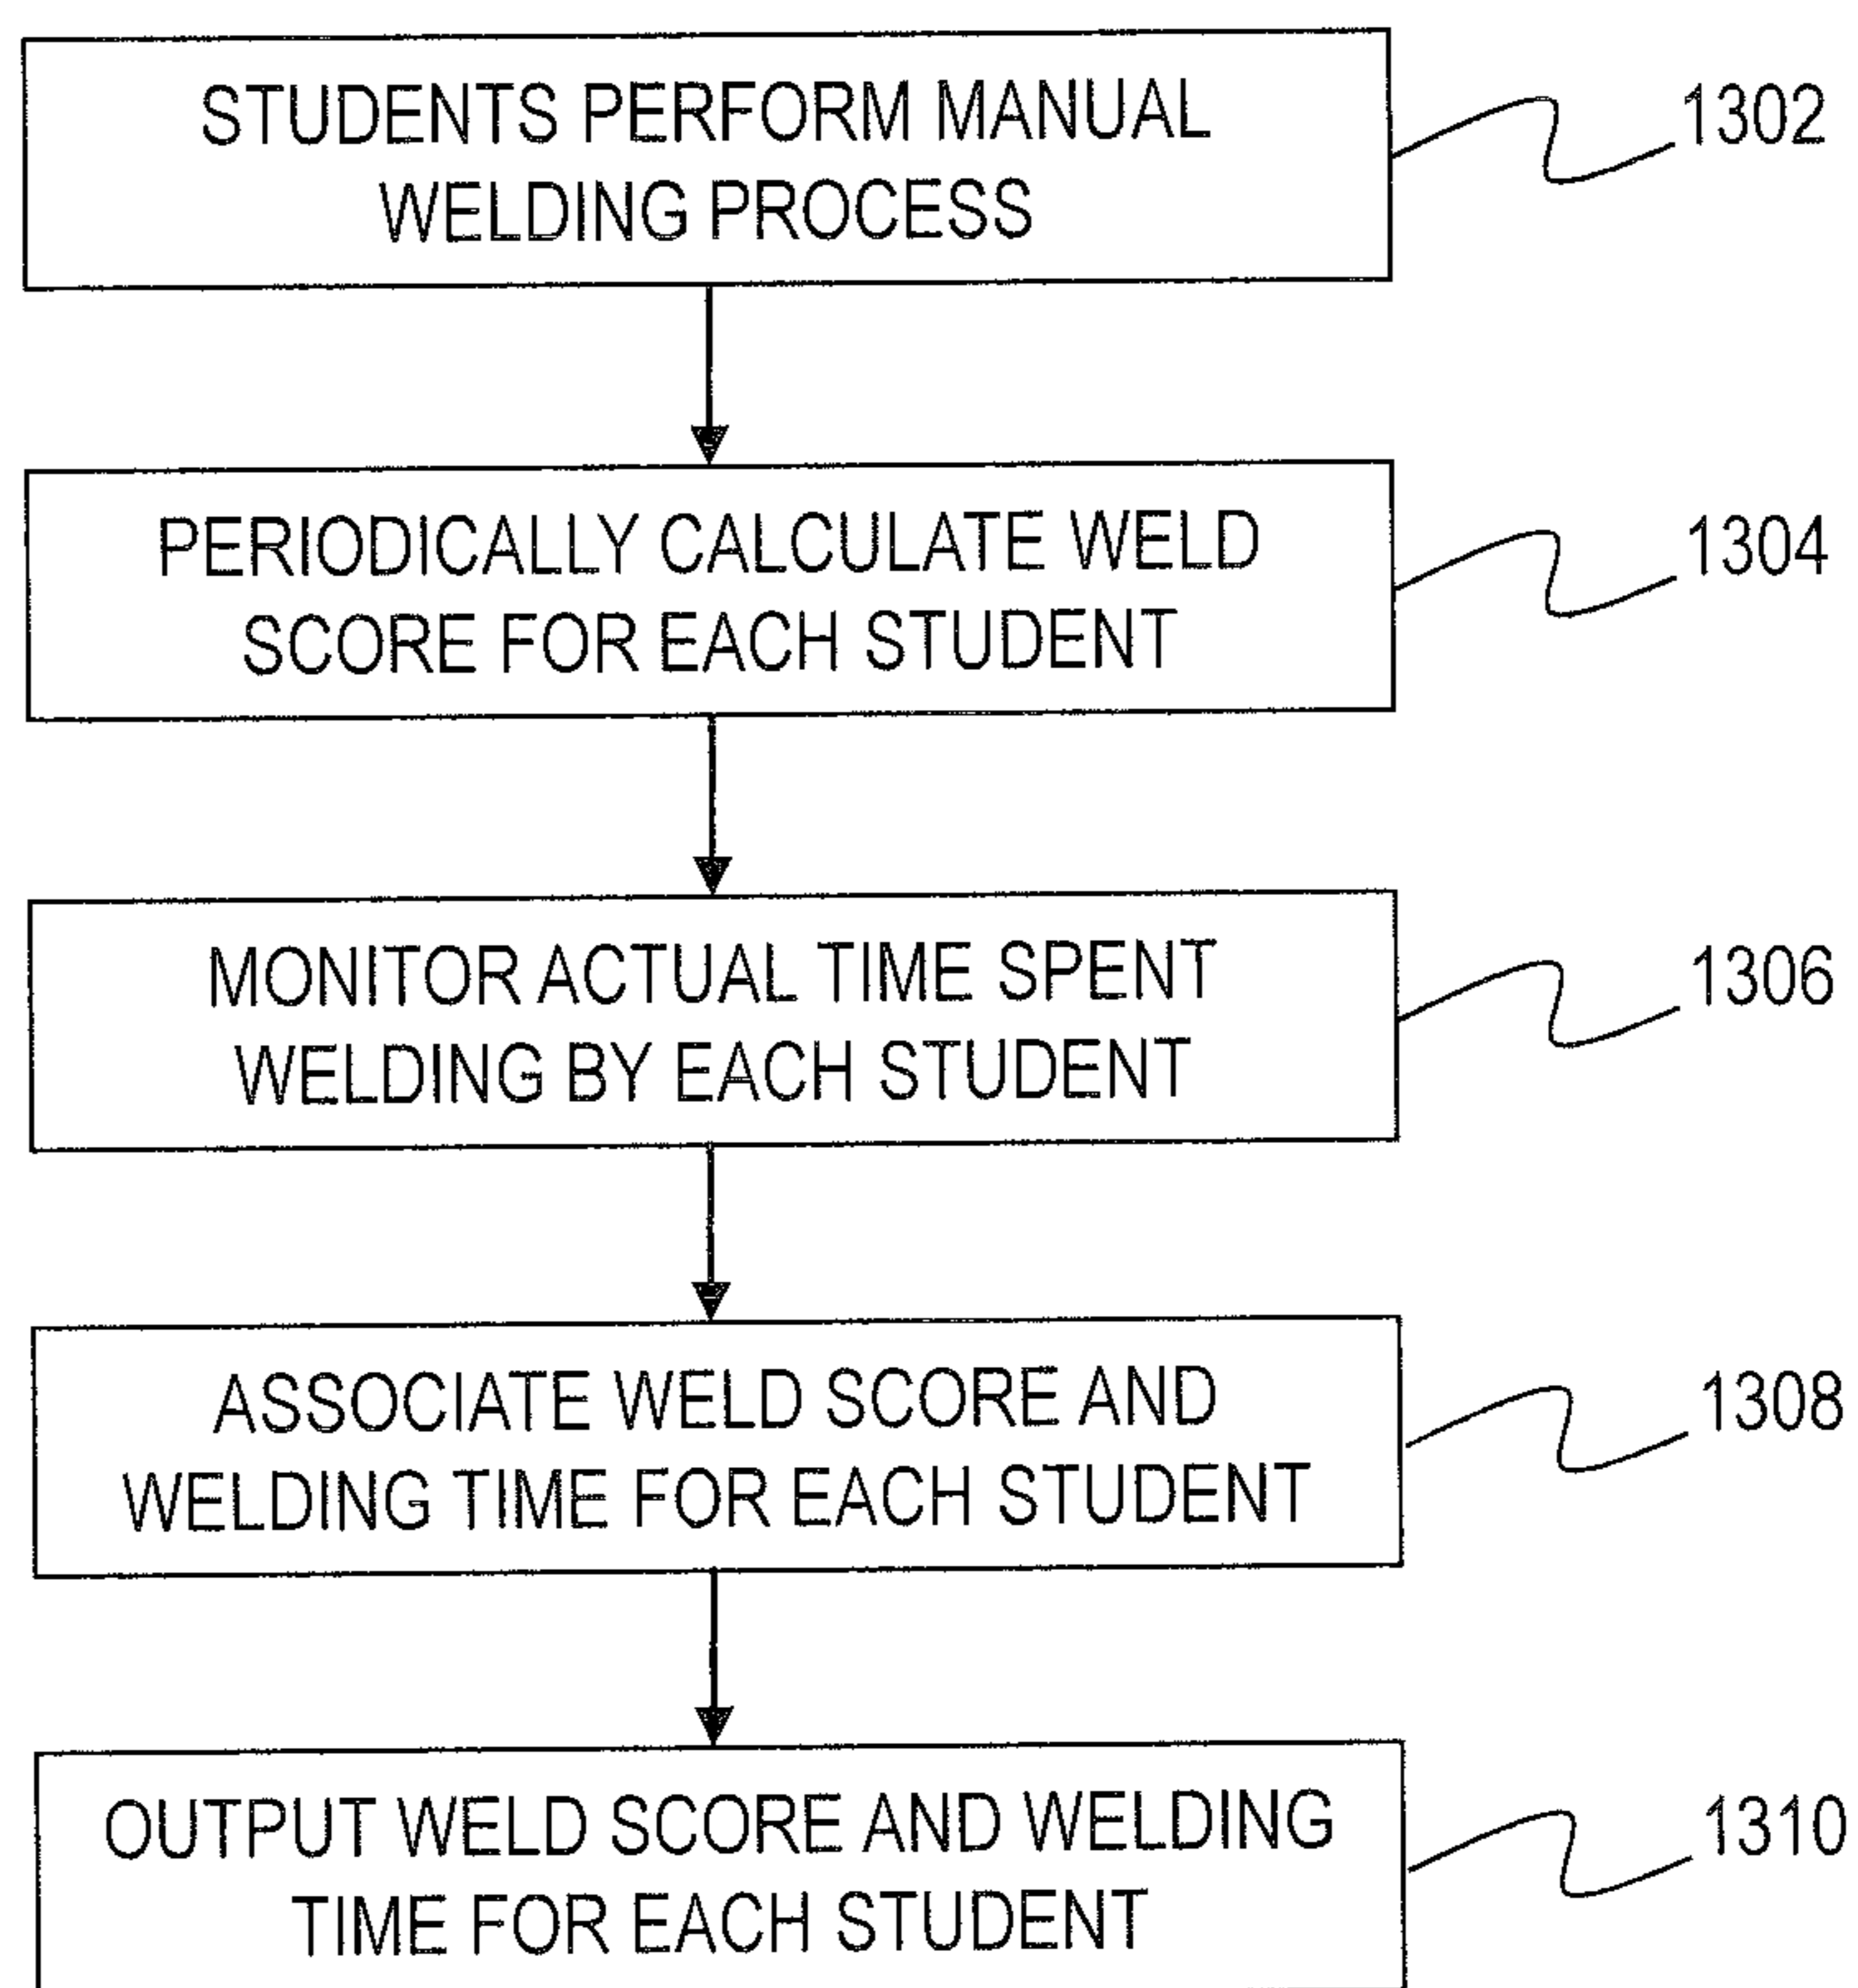 STUDENTS PERFORM MANUAL
WELDING PROCESS
1302
PERIODICALLY CALCULATE WELD
SCORE FOR EACH STUDENT
1304
MONITOR ACTUAL TIME SPENT
WELDING BY EACH STUDENT
1306
ASSOCIATE WELD SCORE AND
WELDING TIME FOR EACH STUDENT
1308
OUTPUT WELD SCORE AND WELDING
TIME FOR EACH STUDENT
1310